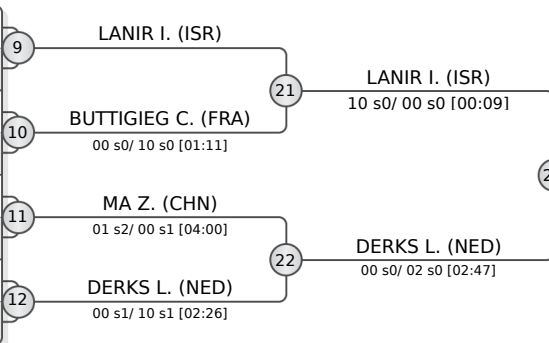 9
LANIR I. (ISR)
21
LANIR I. (ISR)
10 s0/ 00 s0 [00:09]
10
BUTTIGIEG C. (FRA)
00 s0/ 10 s0 [01:11]
11
MA Z. (CHN)
01 s2/ 00 s1 [04:00]
22
DERKS L. (NED)
00 s0/ 02 s0 [02:47]
12
DERKS L. (NED)
00 s1/ 10 s1 [02:26]